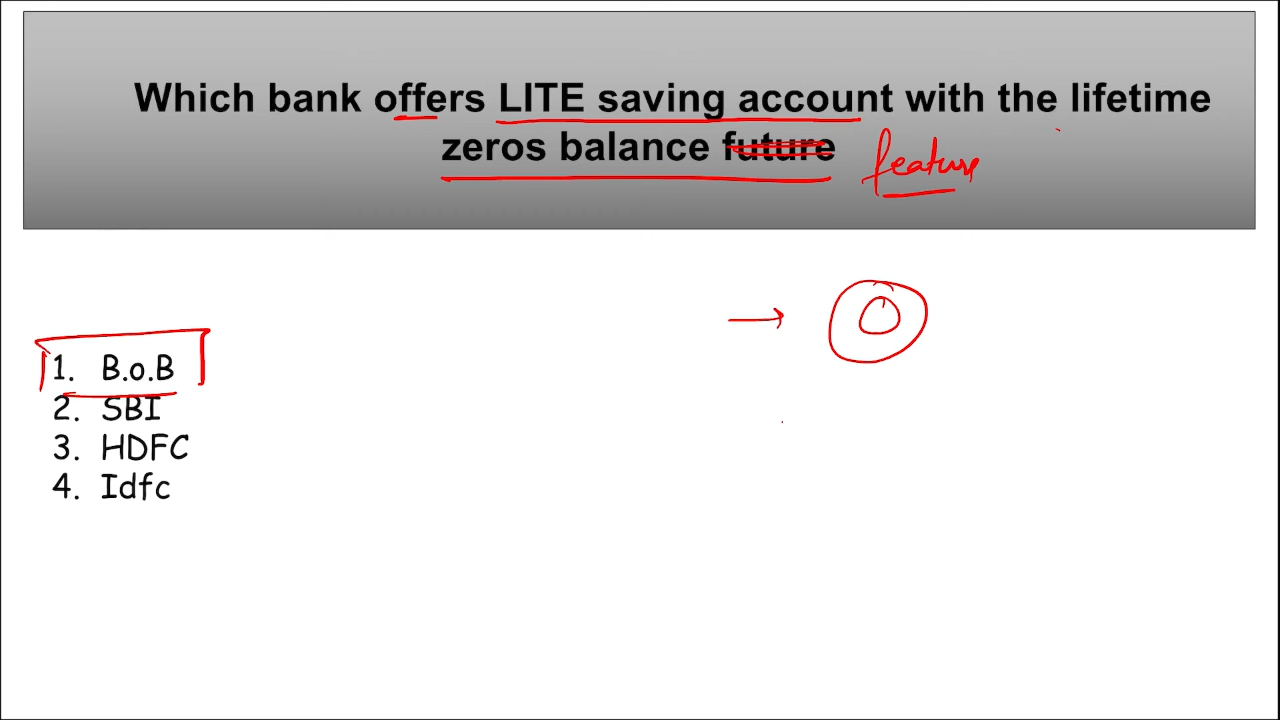 Which bank offers LITE saving account with the lifetime
zeros balance future feature
1. B.o.B
2. SBI
3. HDFC
4. Idfc